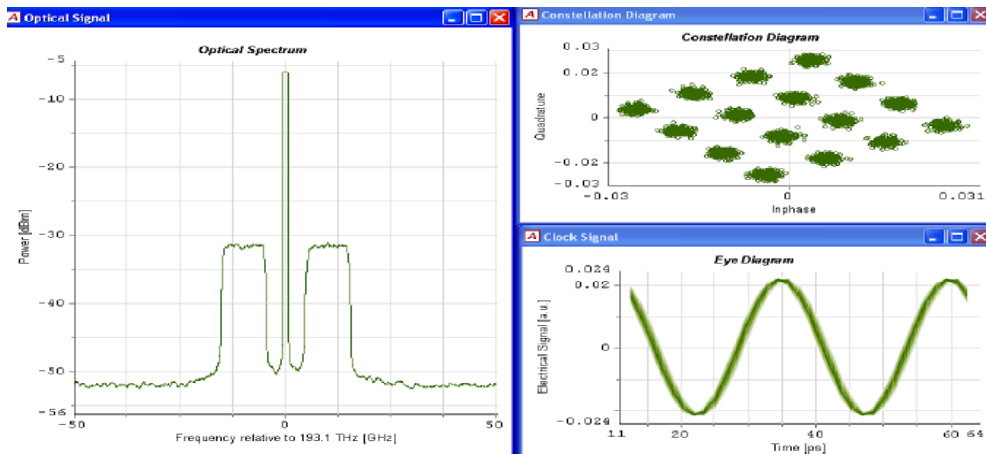 Optical Signal
Optical Spectrum
-5
-10
-20
-30
-40
-50
-56
-50
0
50
Power [dBm]
Frequency relative to 193.1 THz [GHz]
Constellation Diagram
Constellation Diagram
0.03
0.02
0
-0.02
-0.03
-0.03
0
0.031
Quadrature
Inphase
Clock Signal
Eye Diagram
0.024
0.02
0
-0.024
11
20
40
60
64
Electrical Signal [a.u.]
Time [ps]